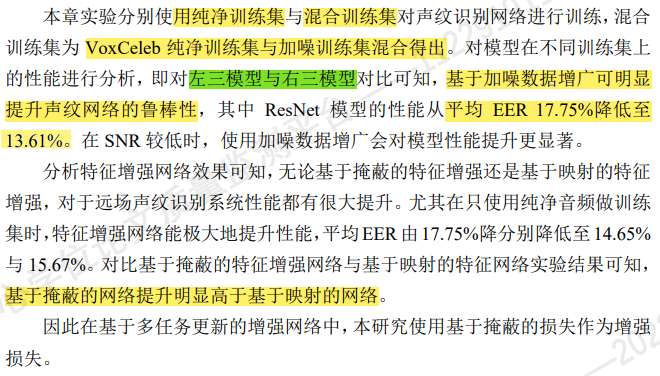 本章实验分别使用纯净训练集与混合训练集对声纹识别网络进行训练，混合
训练集为 VoxCeleb 纯净训练集与加噪训练集混合得出。对模型在不同训练集上
的性能进行分析，即对左三模型与右三模型对比可知，基于加噪数据增广可明显
提升声纹网络的鲁棒性，其中 ResNet 模型的性能从平均 EER 17.75%降低至
13.61%。在 SNR 较低时，使用加噪数据增广会对模型性能提升更显著。
分析特征增强网络效果可知，无论基于掩蔽的特征增强还是基于映射的特征
增强，对于远场声纹识别系统性能都有很大提升。尤其在只使用纯净音频做训练
集时，特征增强网络能极大地提升性能，平均 EER 由 17.75%降分别降低至 14.65%
与 15.67%。对比基于掩蔽的特征增强网络与基于映射的特征网络实验结果可知，
基于掩蔽的网络提升明显高于基于映射的网络。
因此在基于多任务更新的增强网络中，本研究使用基于掩蔽的损失作为增强
损失。